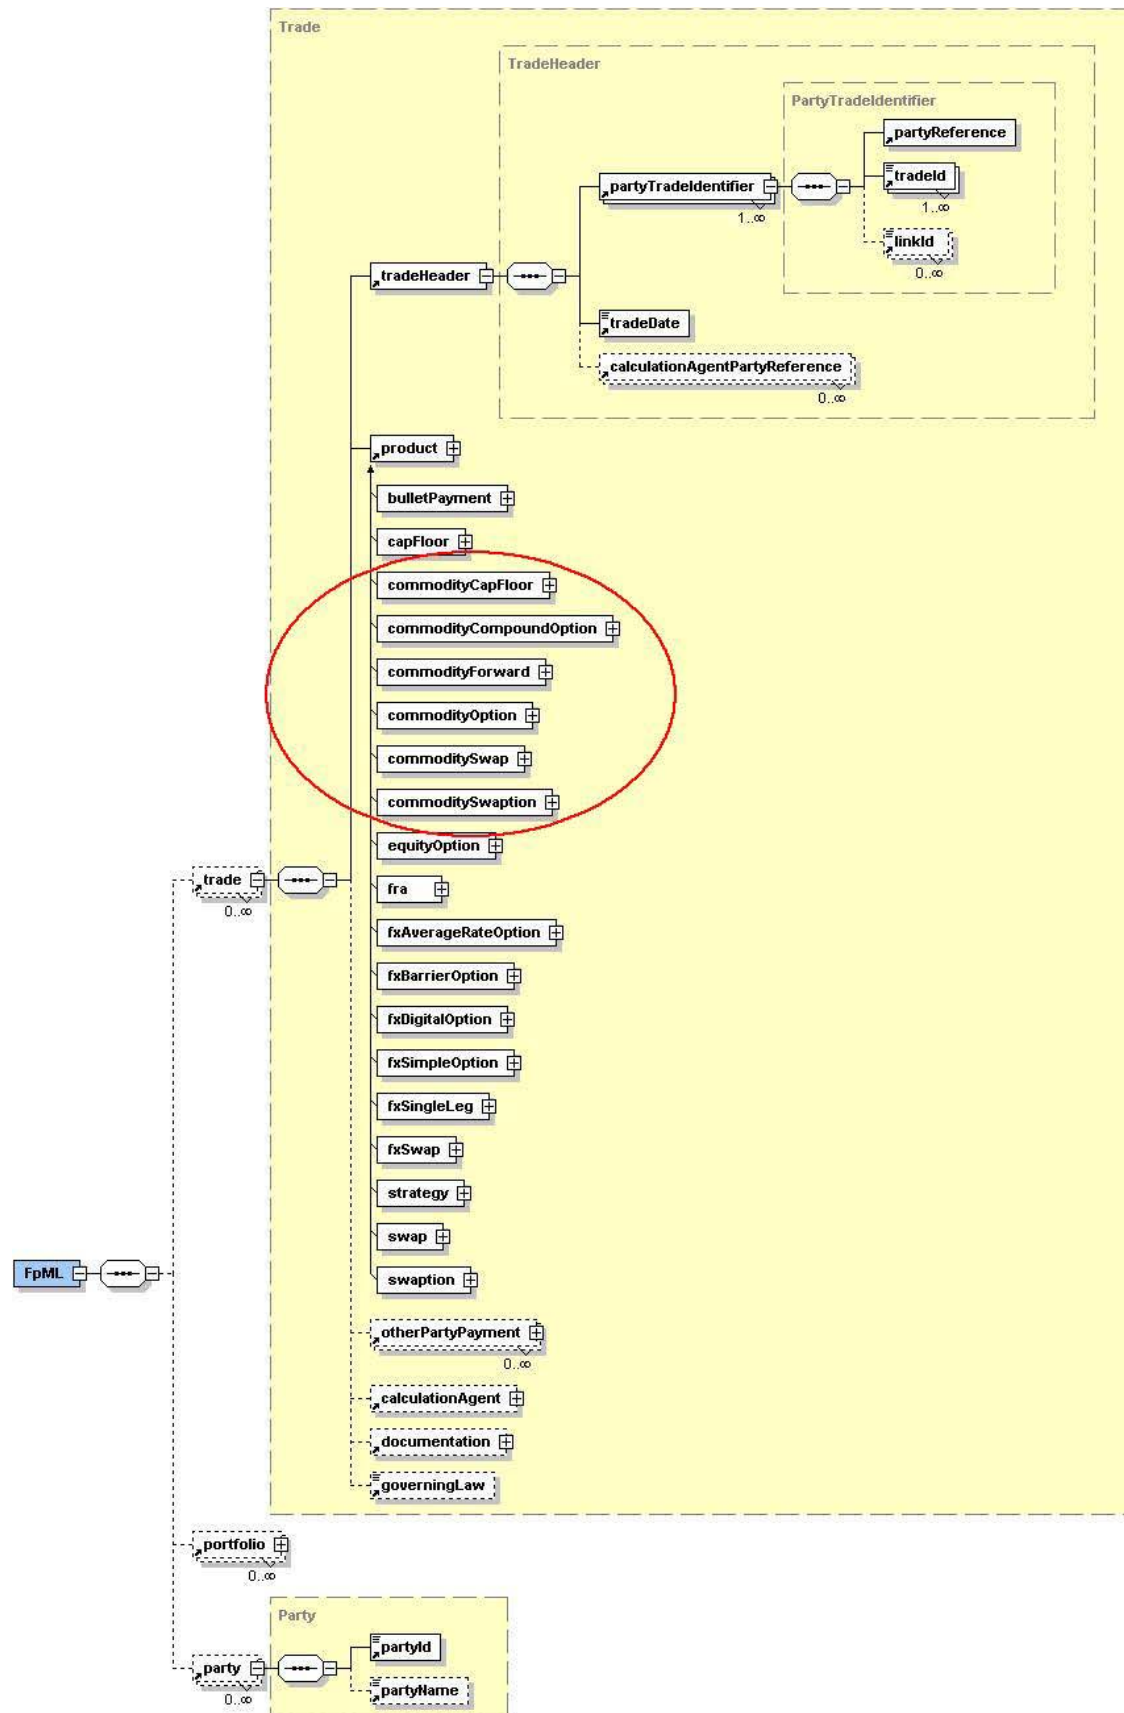 Trade
TradeHeader
PartyTradeIdentifier
partyReference
partyTradeIdentifier
1..∞
tradeId
1..∞
linkId
0..∞
tradeHeader
tradeDate
calculationAgentPartyReference
0..∞
product
bulletPayment
capFloor
commodityCapFloor
commodityCompoundOption
commodityForward
commodityOption
commoditySwap
commoditySwaption
equityOption
trade
0..∞
fra
fxAverageRateOption
fxBarrierOption
fxDigitalOption
fxSimpleOption
fxSingleLeg
fxSwap
strategy
swap
FpML
swaption
otherPartyPayment
0..∞
calculationAgent
documentation
governingLaw
portfolio
0..∞
Party
partyId
party
0..∞
partyName